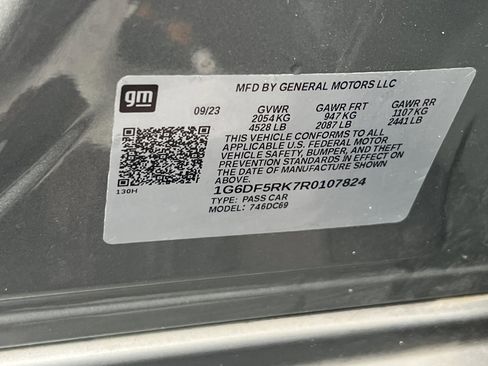 gm
MFD BY GENERAL MOTORS LLC
09/23 GVWR GAWR FRT GAWR RR
2054 KG 947 KG 1107 KG
4528 LB 2087 LB 2441 LB
THIS VEHICLE CONFORMS TO ALL
APPLICABLE U.S. FEDERAL MOTOR
VEHICLE SAFETY, BUMPER, AND THEFT
PREVENTION STANDARDS IN EFFECT ON
THE DATE OF MANUFACTURE SHOWN
ABOVE.
130H
1G6DF5RK7R0107824
TYPE: PASS CAR
MODEL: 746DC69